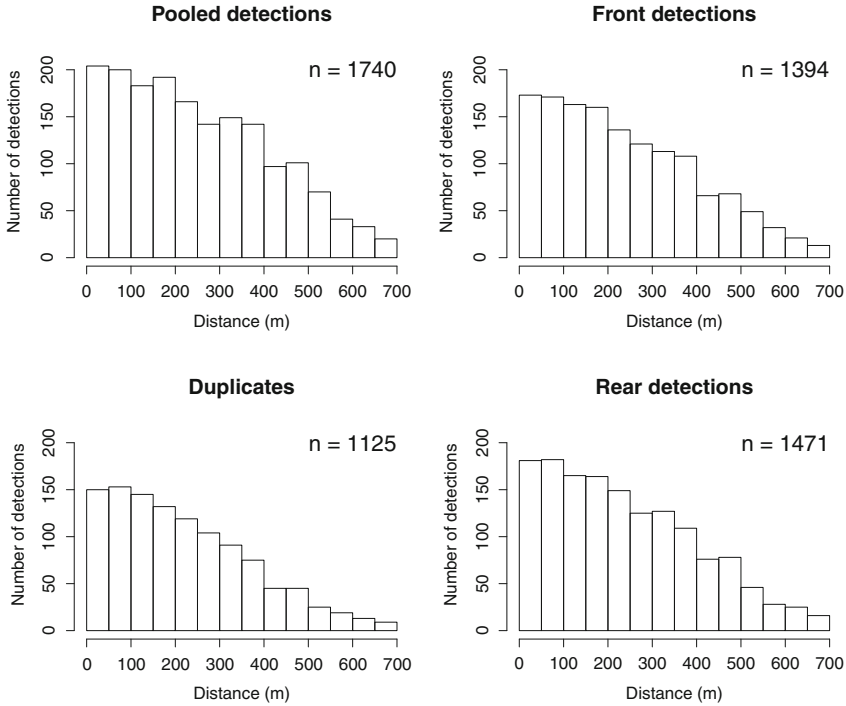 Pooled detections
n = 1740
Number of detections
0 50 100 150 200
0 100 200 300 400 500 600 700
Distance (m)
Front detections
n = 1394
Number of detections
0 50 100 150 200
0 100 200 300 400 500 600 700
Distance (m)
Duplicates
n = 1125
Number of detections
0 50 100 150 200
0 100 200 300 400 500 600 700
Distance (m)
Rear detections
n = 1471
Number of detections
0 50 100 150 200
0 100 200 300 400 500 600 700
Distance (m)